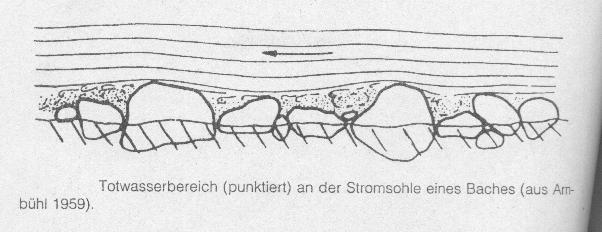 Totwasserbereich (punktiert) an der Stromsohle eines Baches (aus Am-
bühl 1959).